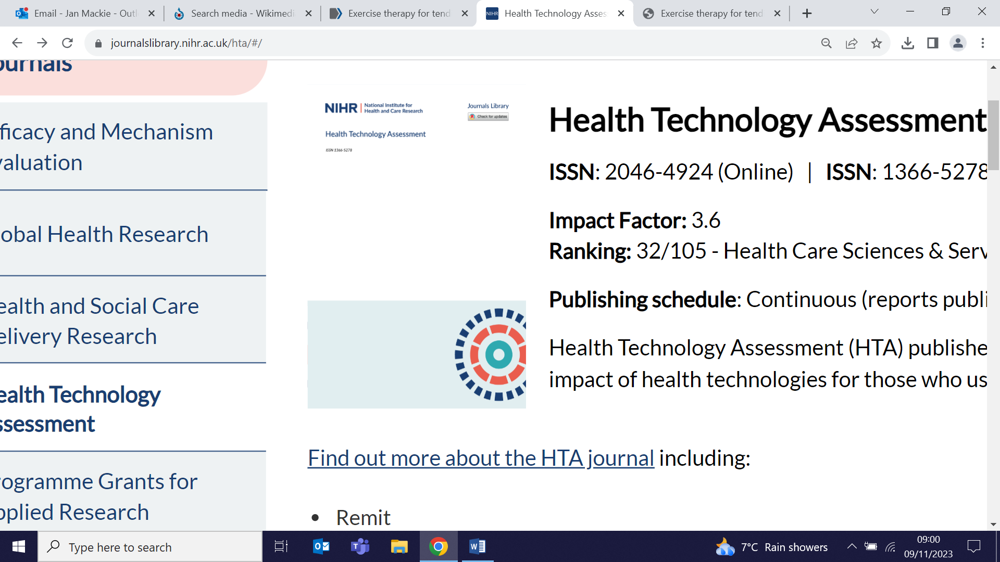 Email - Jan Mackie - Outl
Search media - Wikimedi
Exercise therapy for tend
NIHR
Health Technology Asses
Exercise therapy for tend
journalslibrary.nihr.ac.uk/hta/#/
ournals
fficacy and Mechanism
valuation
obal Health Research
ealth and Social Care
elivery Research
ealth Technology
ssessment
rogramme Grants for
pplied Research
NIHR | National Institute for
Health and Care Research
Journals Library
Check for updates
Health Technology Assessment
ISSN 1366-5278
Health Technology Assessment
ISSN: 2046-4924 (Online) | ISSN: 1366-5278
Impact Factor: 3.6
Ranking: 32/105 - Health Care Sciences & Serv
Publishing schedule: Continuous (reports publi
Health Technology Assessment (HTA) publishe
impact of health technologies for those who us
Find out more about the HTA journal including:
• Remit
Type here to search
7°C Rain showers
09:00
09/11/2023